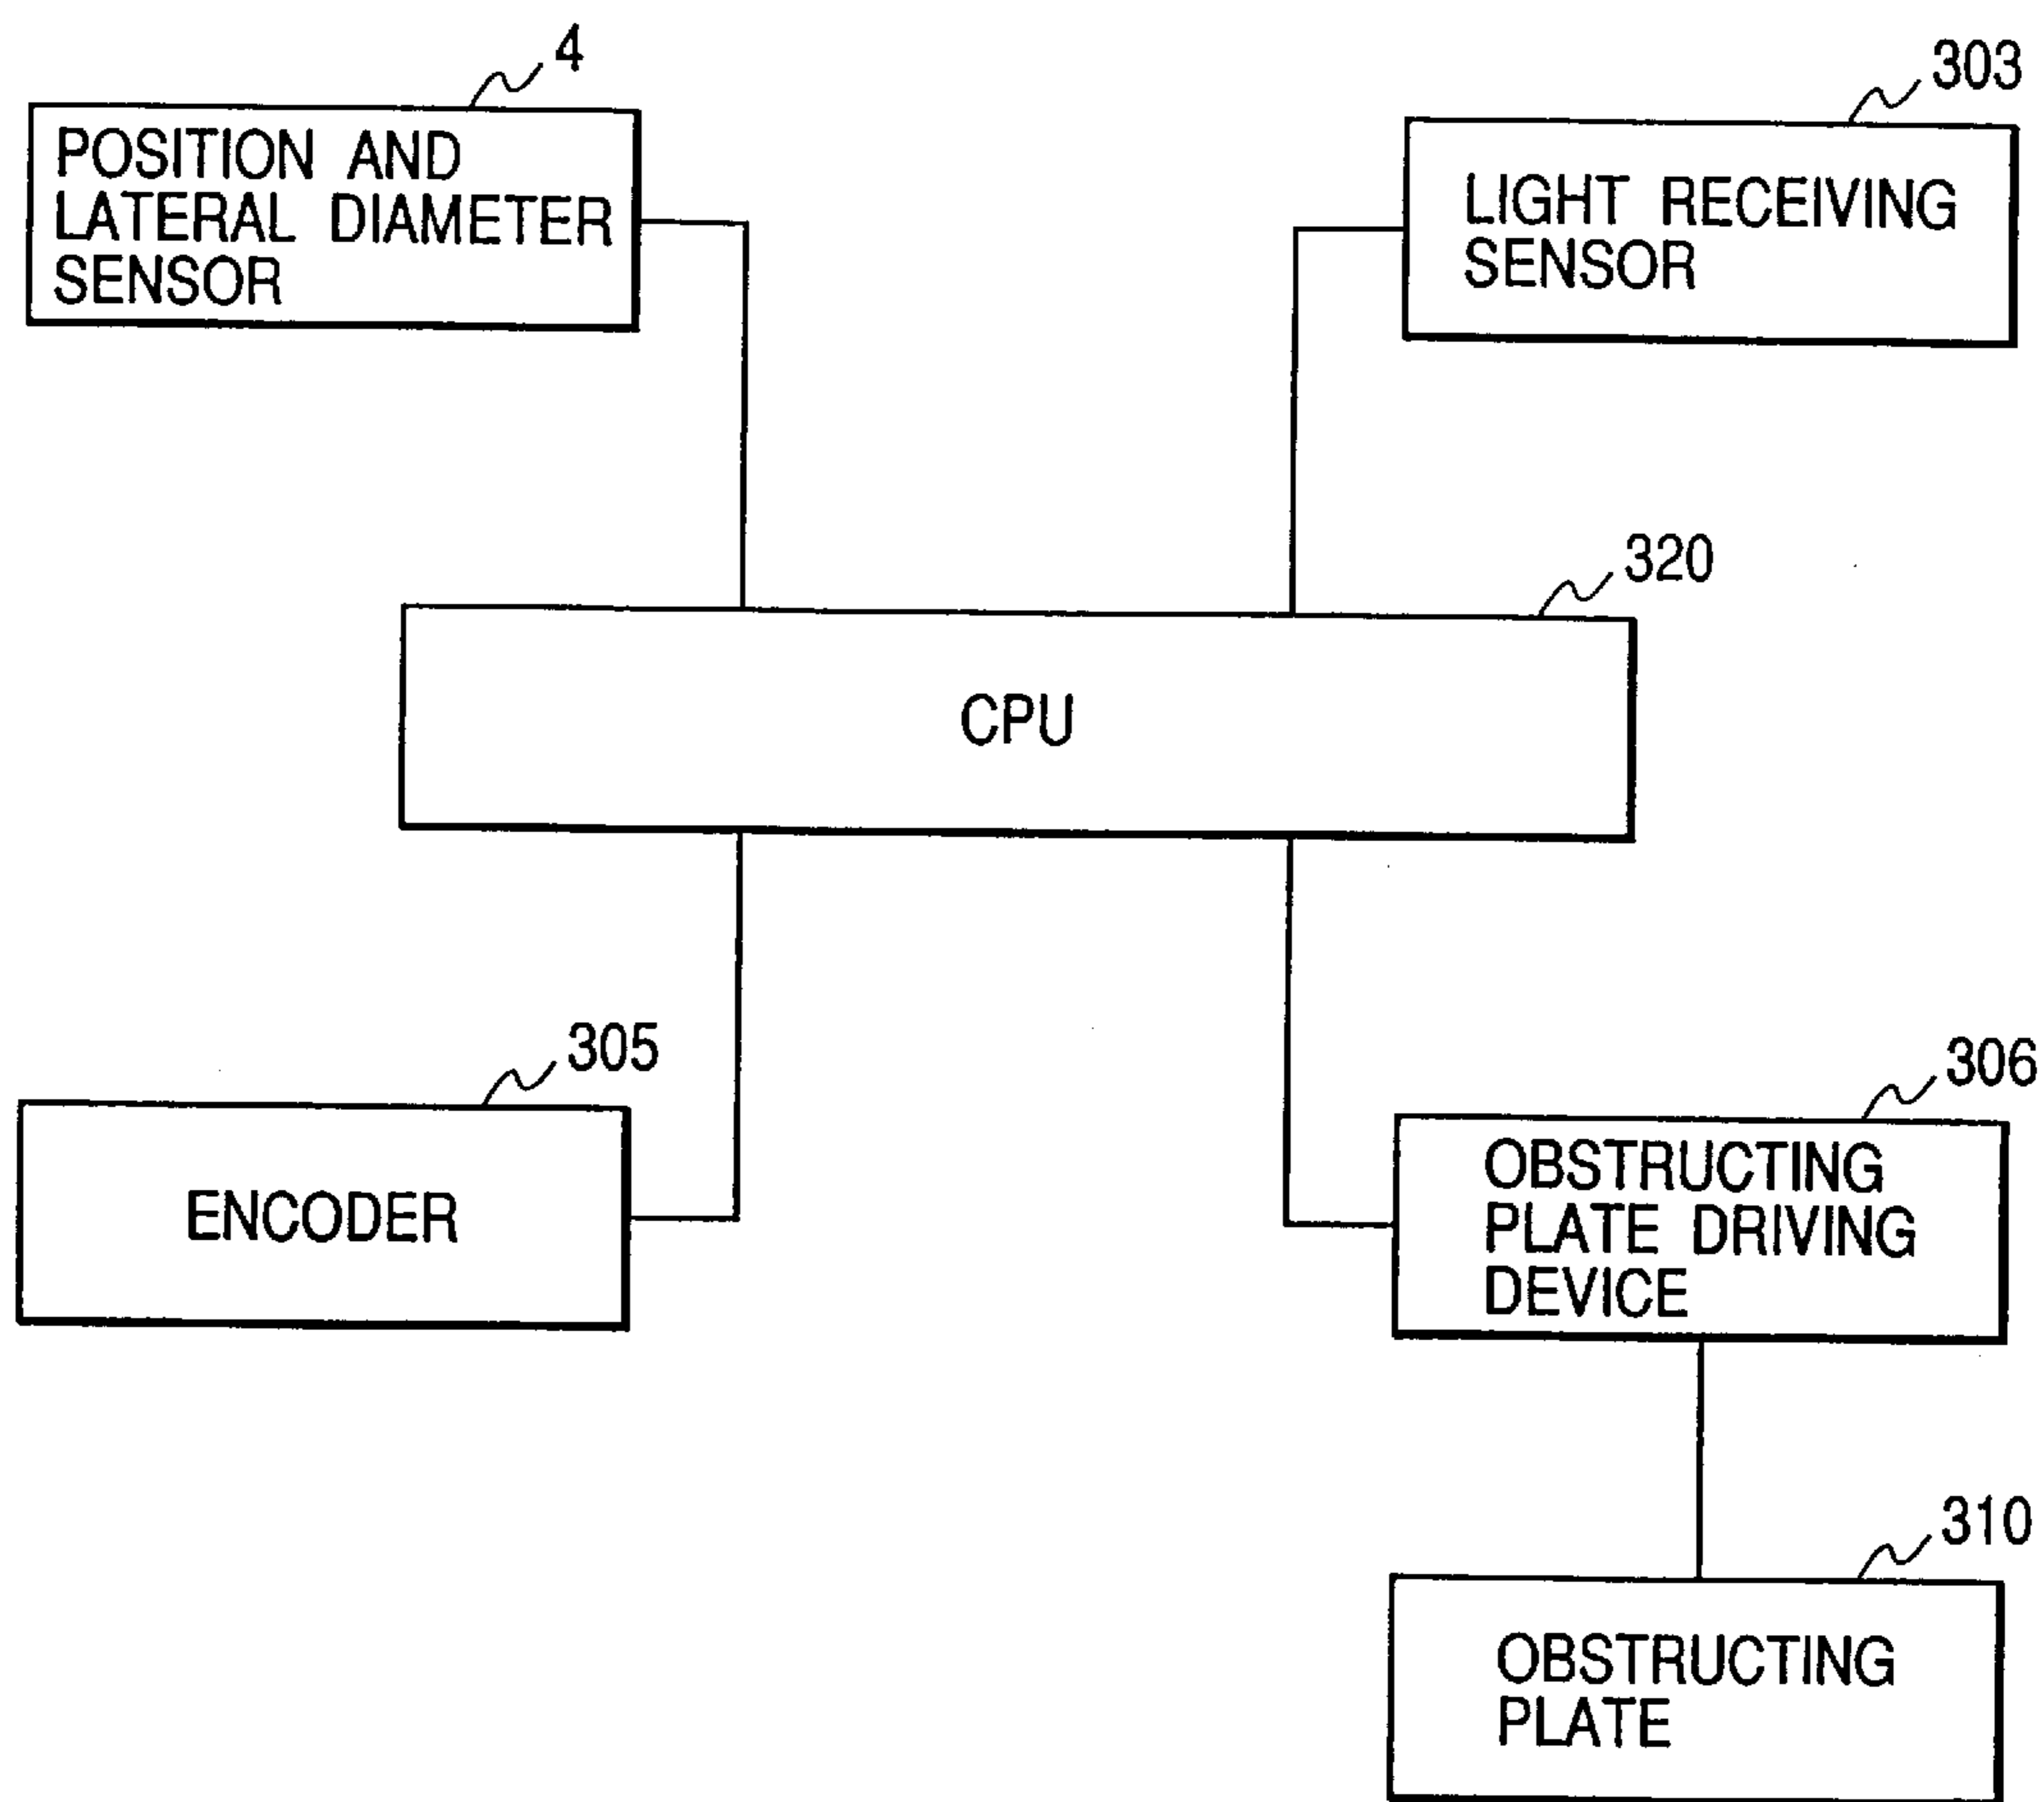 4
POSITION AND
LATERAL DIAMETER
SENSOR
303
LIGHT RECEIVING
SENSOR
320
CPU
305
ENCODER
306
OBSTRUCTING
PLATE DRIVING
DEVICE
310
OBSTRUCTING
PLATE